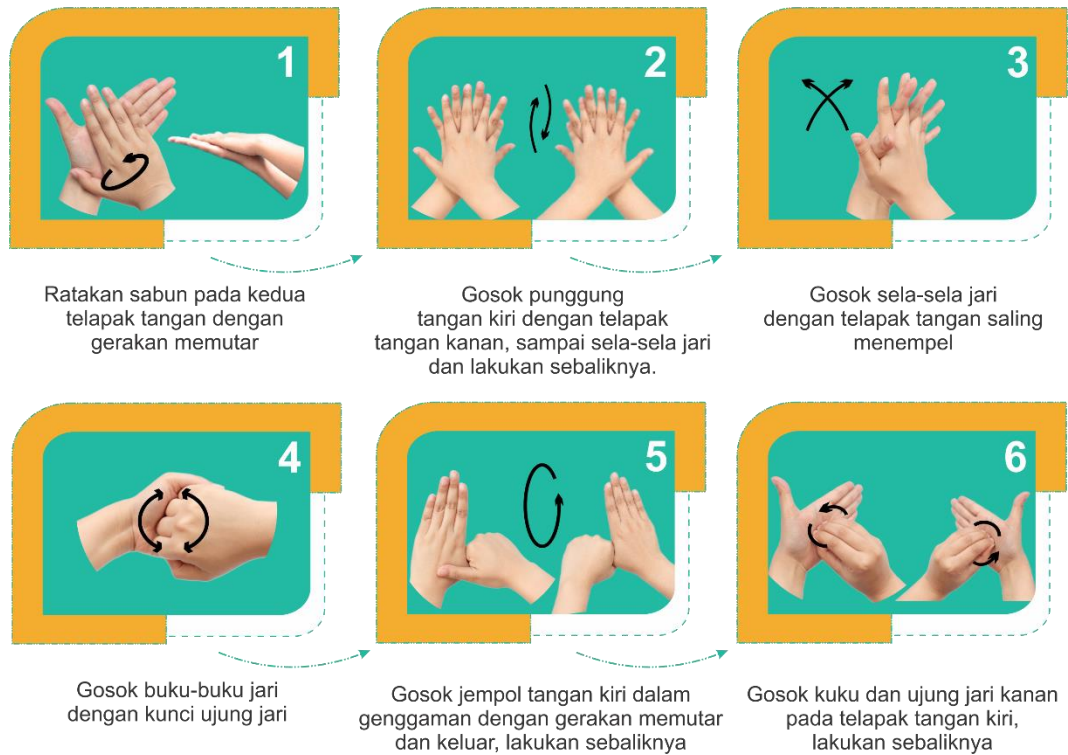 1
Ratakan sabun pada kedua
telapak tangan dengan
gerakan memutar
2
Gosok punggung
tangan kiri dengan telapak
tangan kanan, sampai sela-sela jari
dan lakukan sebaliknya.
3
Gosok sela-sela jari
dengan telapak tangan saling
menempel
4
Gosok buku-buku jari
dengan kunci ujung jari
5
Gosok jempol tangan kiri dalam
genggaman dengan gerakan memutar
dan keluar, lakukan sebaliknya
6
Gosok kuku dan ujung jari kanan
pada telapak tangan kiri,
lakukan sebaliknya